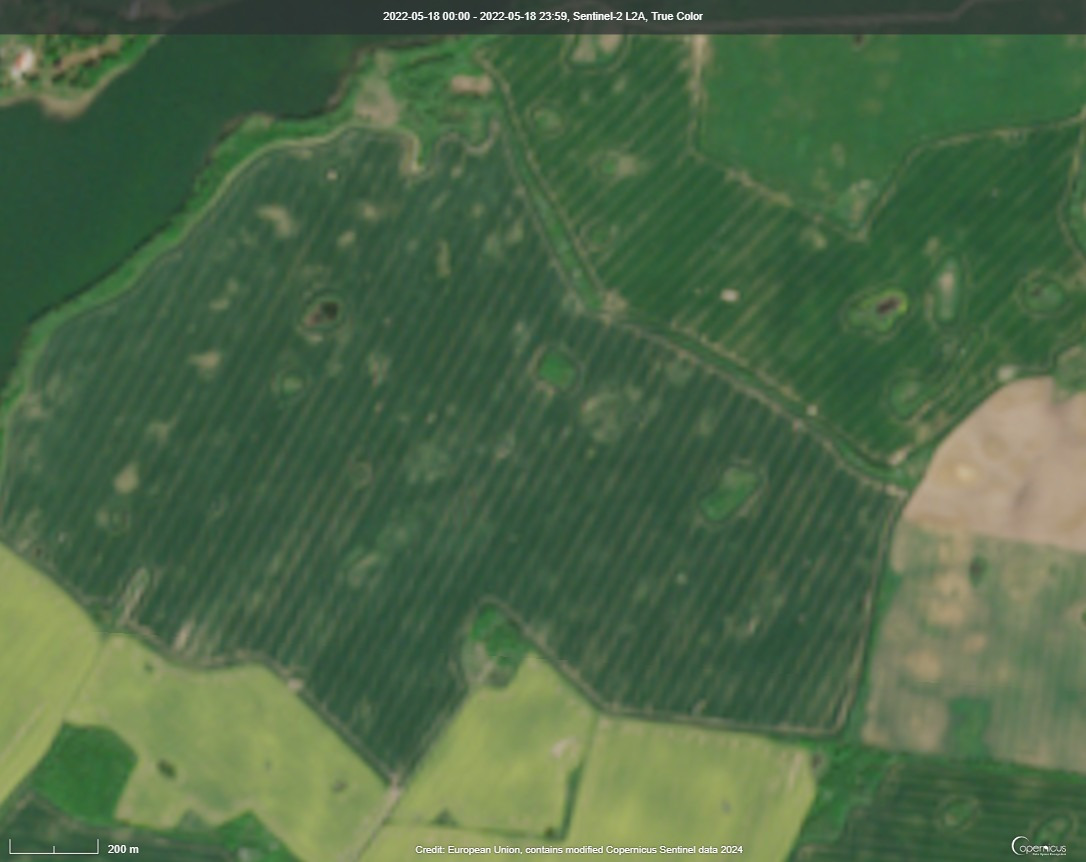 2022-05-18 00:00 - 2022-05-18 23:59, Sentinel-2 L2A, True Color
200 m
Credit: European Union, contains modified Copernicus Sentinel data 2024
opernicus